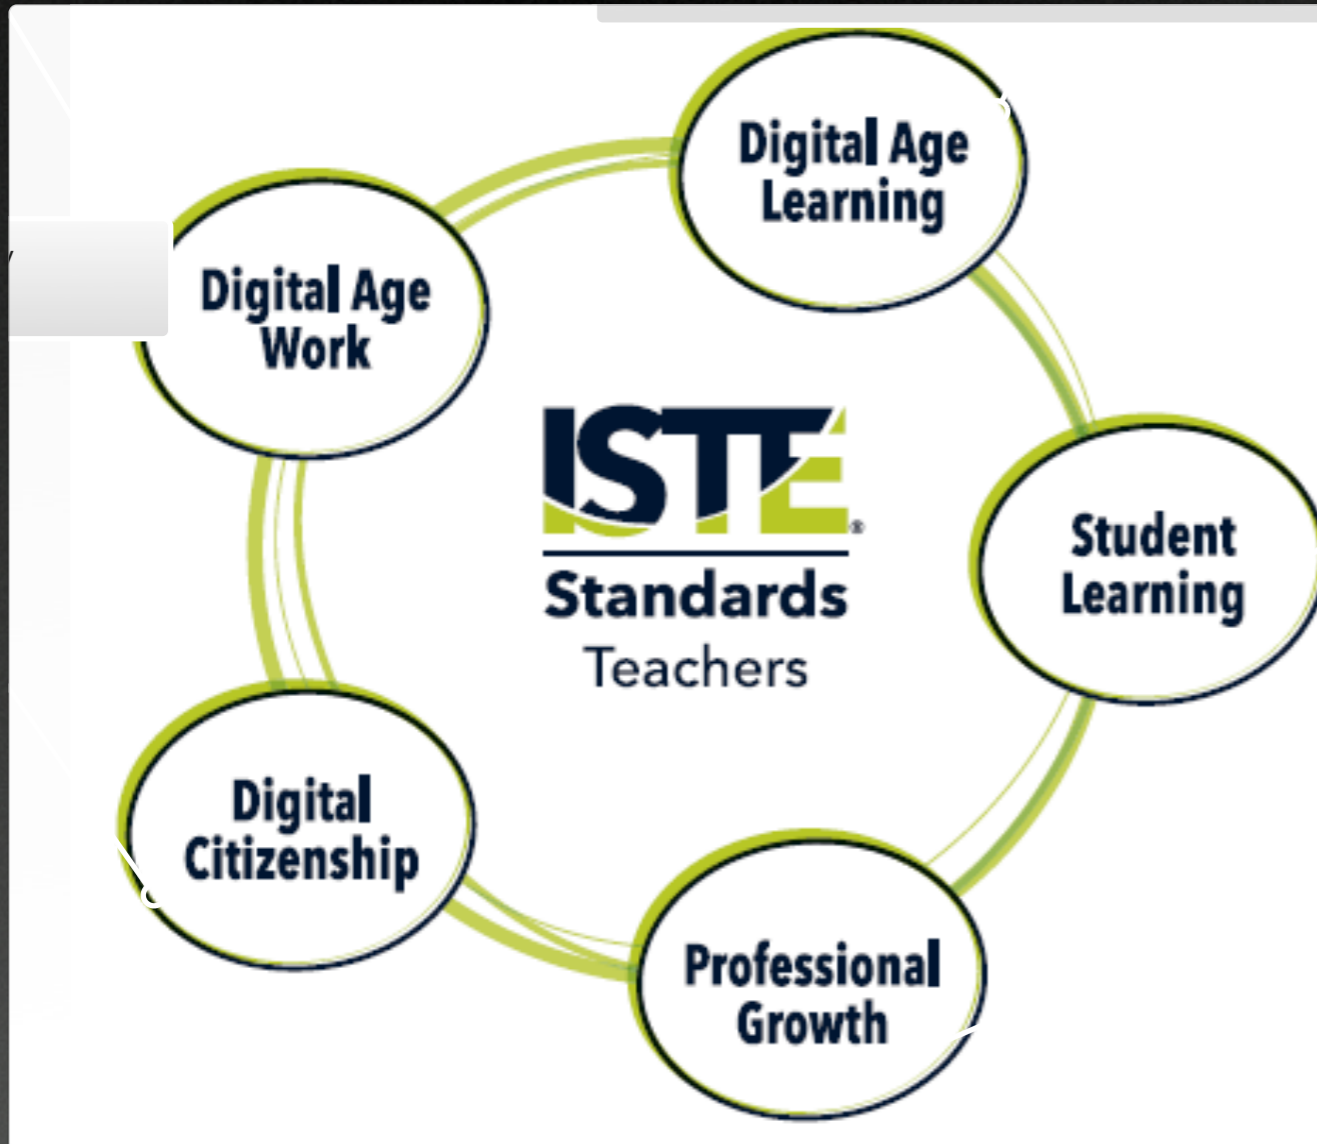 Digital Age
Learning
Digital Age
Work
ISTE®
Standards
Teachers
Student
Learning
Digital
Citizenship
Professional
Growth